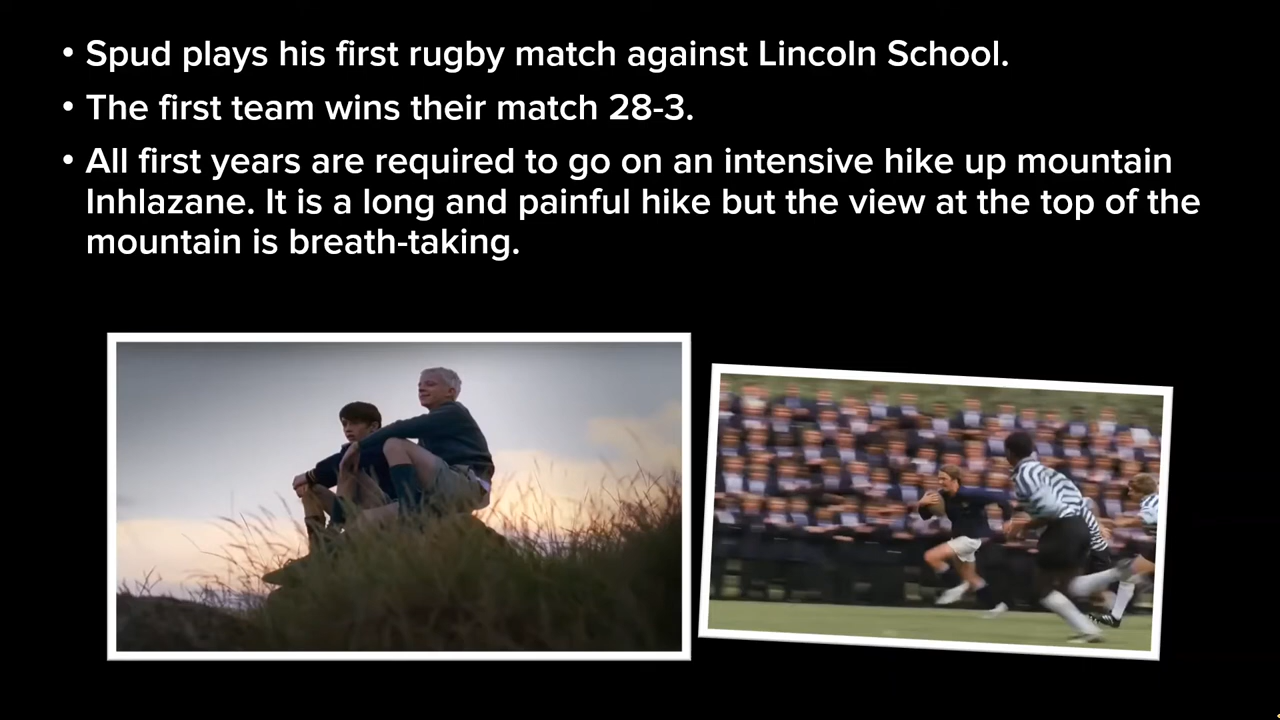 • Spud plays his first rugby match against Lincoln School.
• The first team wins their match 28-3.
• All first years are required to go on an intensive hike up mountain
Inhlazane. It is a long and painful hike but the view at the top of the
mountain is breath-taking.